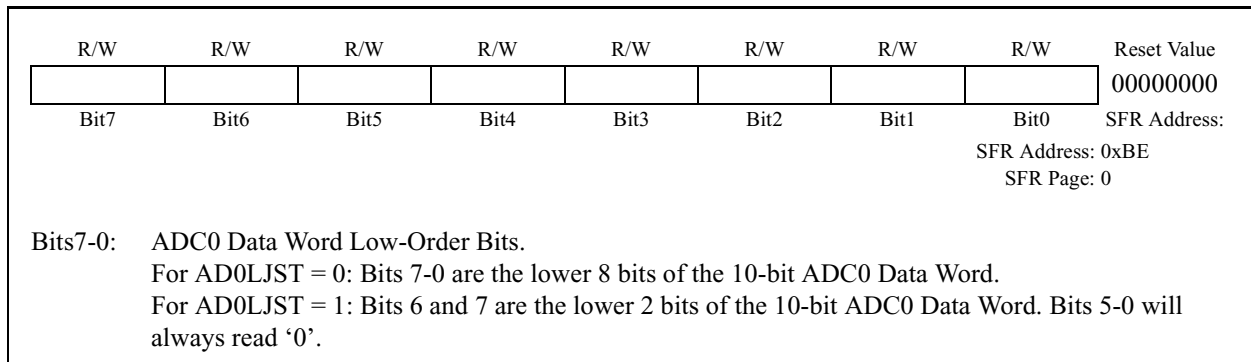 R/W R/W R/W R/W R/W R/W R/W R/W Reset Value
00000000
Bit7 Bit6 Bit5 Bit4 Bit3 Bit2 Bit1 Bit0 SFR Address:
SFR Address: 0xBE
SFR Page: 0
Bits7-0: ADC0 Data Word Low-Order Bits.
For AD0LJST = 0: Bits 7-0 are the lower 8 bits of the 10-bit ADC0 Data Word.
For AD0LJST = 1: Bits 6 and 7 are the lower 2 bits of the 10-bit ADC0 Data Word. Bits 5-0 will
always read ‘0’.